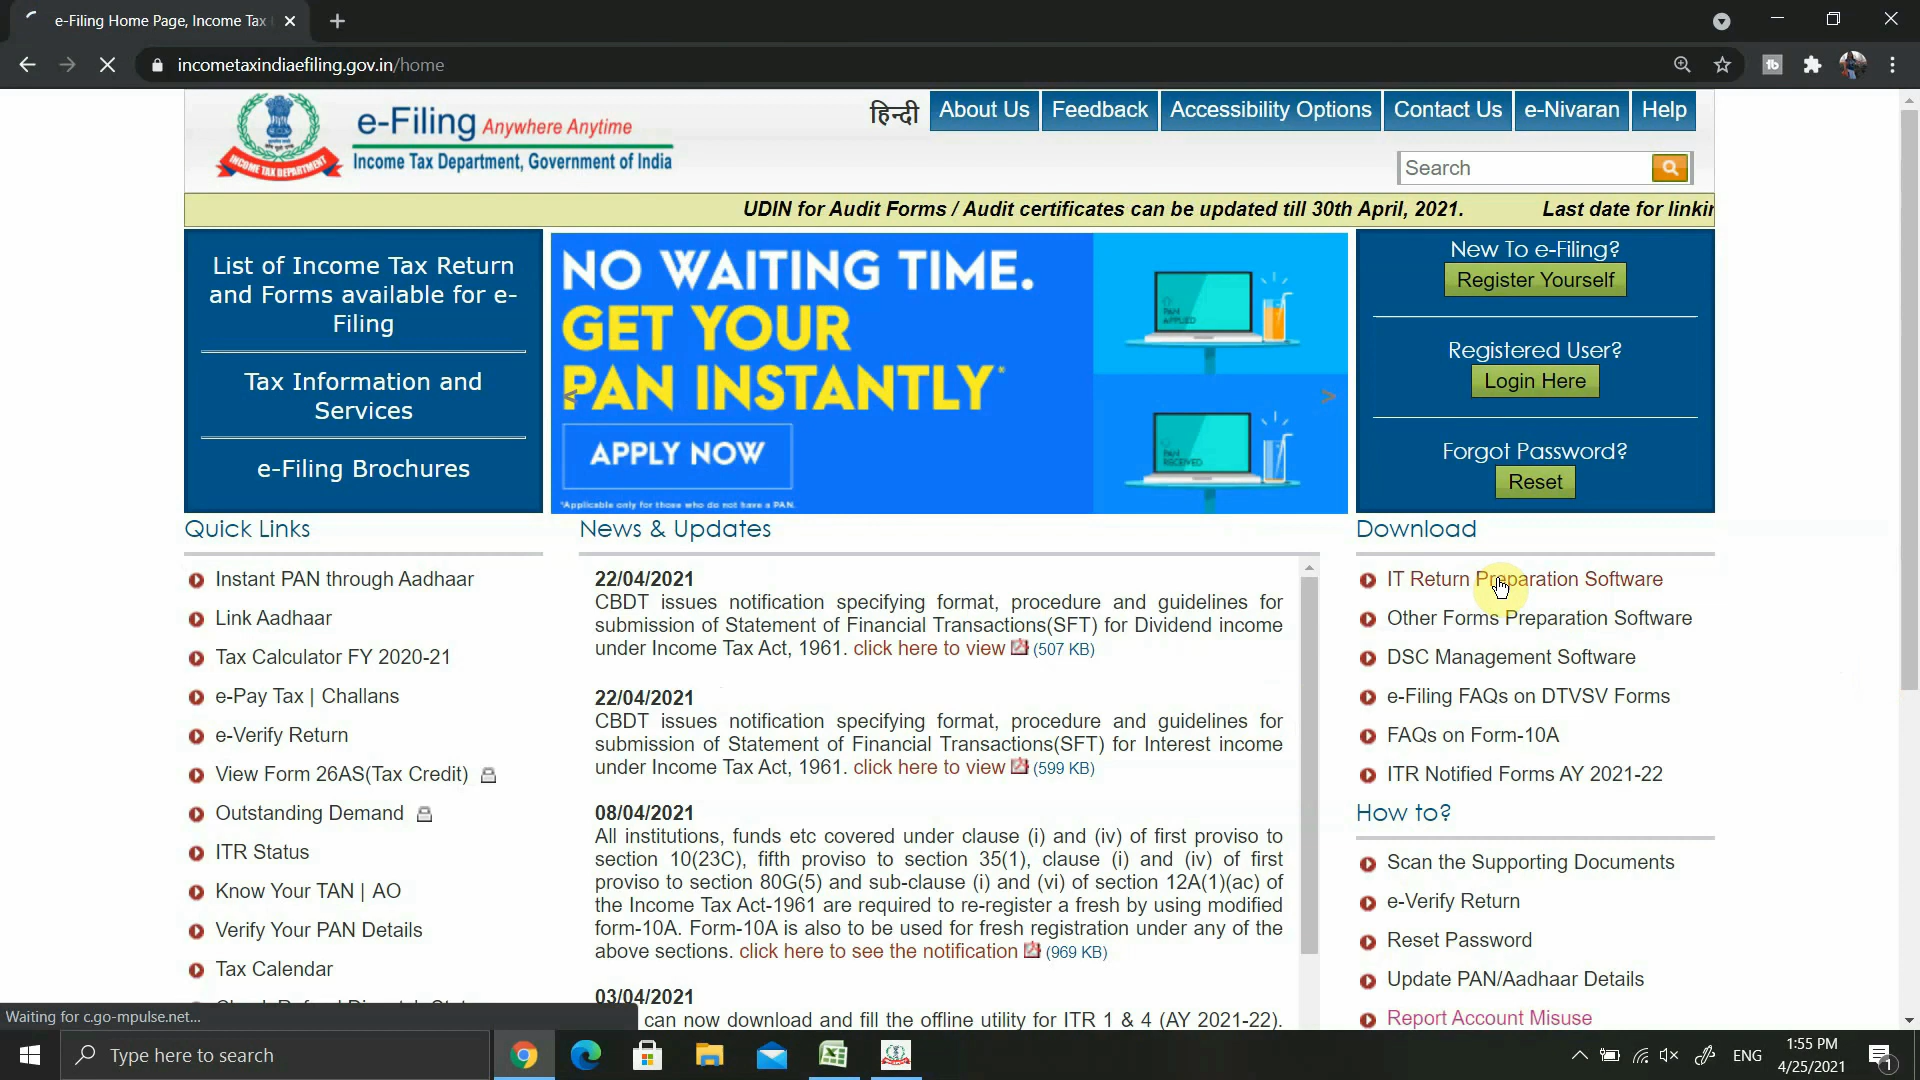 e-Filing Home Page, Income Tax
incometaxindiaefiling.gov.in/home
हिन्दी About Us Feedback Accessibility Options Contact Us e-Nivaran Help
e-Filing Anywhere Anytime
Income Tax Department, Government of India
INCOME TAX DEPARTMENT
Search
UDIN for Audit Forms / Audit certificates can be updated till 30th April, 2021. Last date for linkin
List of Income Tax Return
and Forms available for e-
Filing
Tax Information and
Services
e-Filing Brochures
NO WAITING TIME.
GET YOUR
PAN INSTANTLY*
APPLY NOW
*Applicable only for those who do not have a PAN.
PAN
APPLIED
PAN
RECEIVED
< >
New To e-Filing?
Register Yourself
Registered User?
Login Here
Forgot Password?
Reset
Quick Links
Instant PAN through Aadhaar
Link Aadhaar
Tax Calculator FY 2020-21
e-Pay Tax | Challans
e-Verify Return
View Form 26AS(Tax Credit)
Outstanding Demand
ITR Status
Know Your TAN | AO
Verify Your PAN Details
Tax Calendar
News & Updates
22/04/2021
CBDT issues notification specifying format, procedure and guidelines for
submission of Statement of Financial Transactions(SFT) for Dividend income
under Income Tax Act, 1961. click here to view (507 KB)
22/04/2021
CBDT issues notification specifying format, procedure and guidelines for
submission of Statement of Financial Transactions(SFT) for Interest income
under Income Tax Act, 1961. click here to view (599 KB)
08/04/2021
All institutions, funds etc covered under clause (i) and (iv) of first proviso to
section 10(23C), fifth proviso to section 35(1), clause (i) and (iv) of first
proviso to section 80G(5) and sub-clause (i) and (vi) of section 12A(1)(ac) of
the Income Tax Act-1961 are required to re-register a fresh by using modified
form-10A. Form-10A is also to be used for fresh registration under any of the
above sections. click here to see the notification (969 KB)
03/04/2021
can now download and fill the offline utility for ITR 1 & 4 (AY 2021-22).
Download
IT Return Preparation Software
Other Forms Preparation Software
DSC Management Software
e-Filing FAQs on DTVSV Forms
FAQs on Form-10A
ITR Notified Forms AY 2021-22
How to?
Scan the Supporting Documents
e-Verify Return
Reset Password
Update PAN/Aadhaar Details
Report Account Misuse
Waiting for c.go-mpulse.net...
Type here to search
ENG
1:55 PM
4/25/2021
1